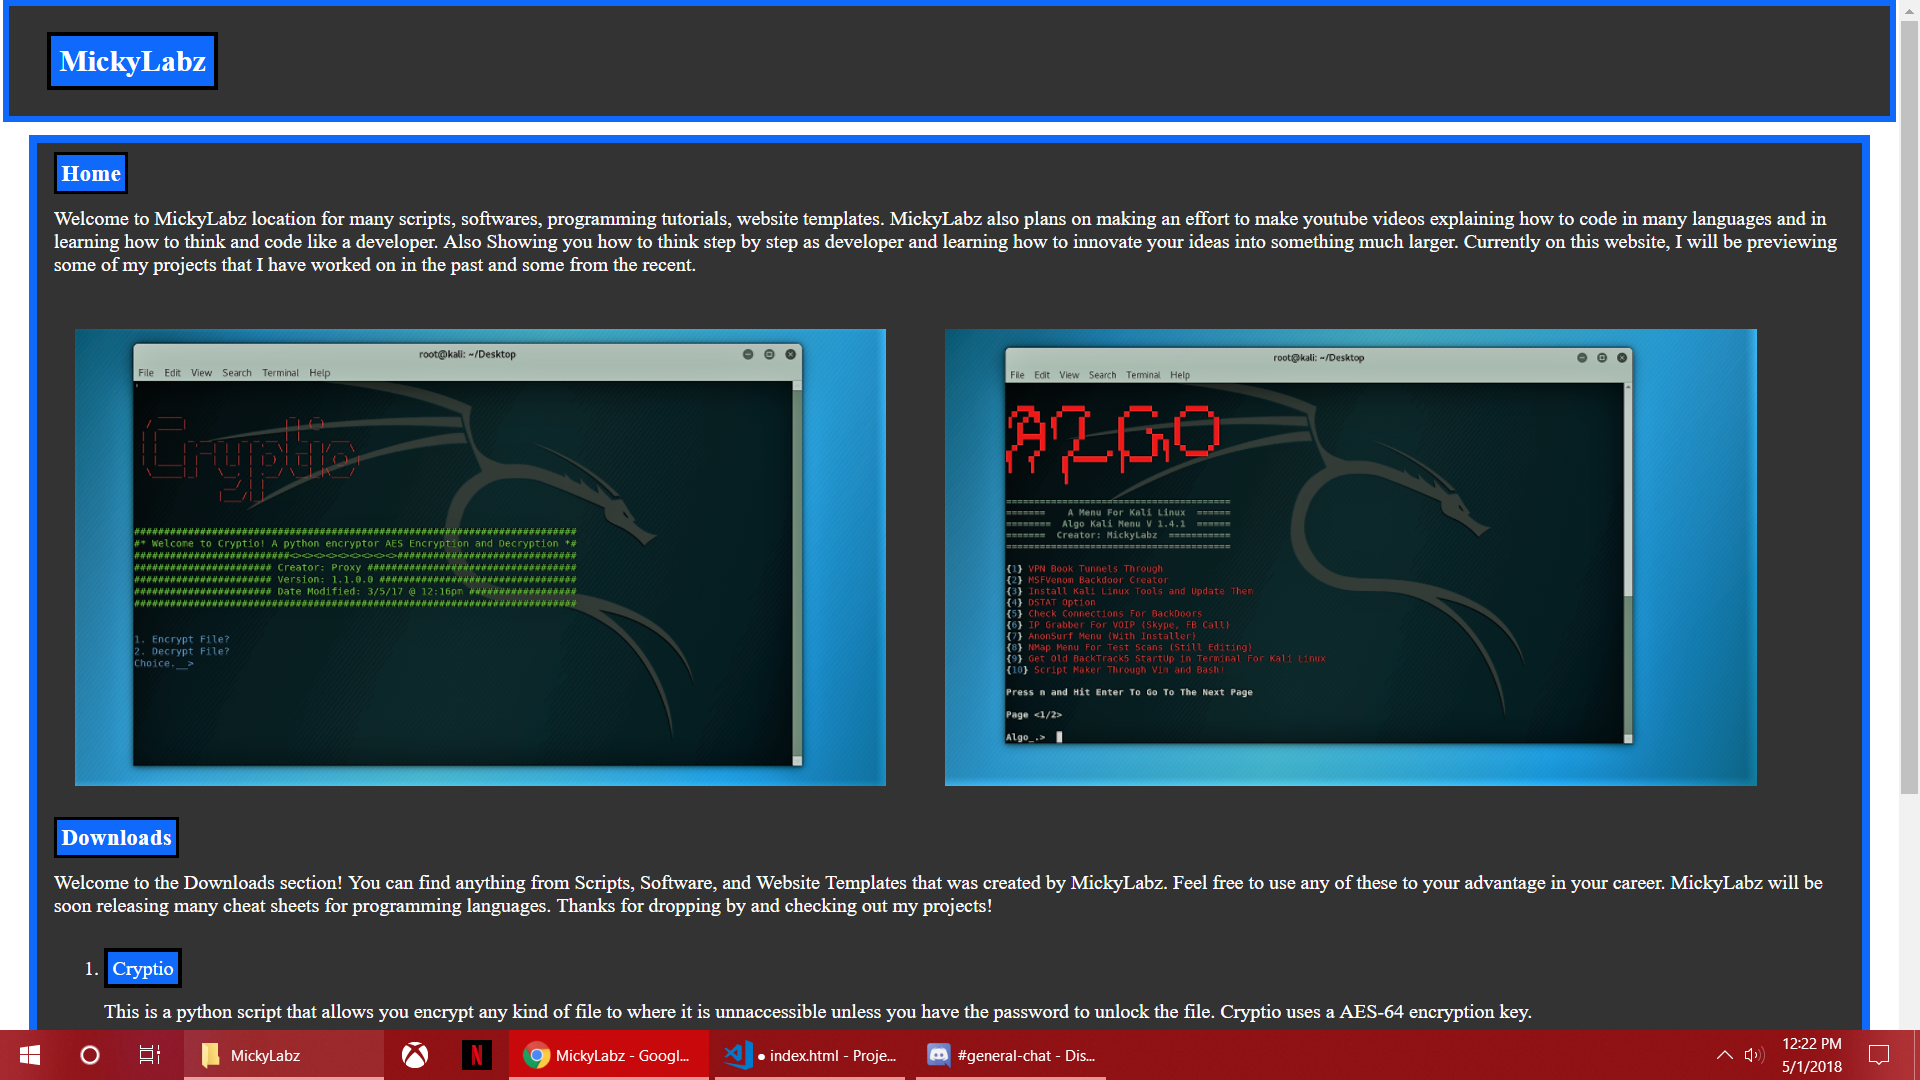 MickyLabz
Home
Welcome to MickyLabz location for many scripts, softwares, programming tutorials, website templates. MickyLabz also plans on making an effort to make youtube videos explaining how to code in many languages and in
learning how to think and code like a developer. Also Showing you how to think step by step as developer and learning how to innovate your ideas into something much larger. Currently on this website, I will be previewing
some of my projects that I have worked on in the past and some from the recent.
root@kali: ~/Desktop
File Edit View Search Terminal Help
Cryptio
##########################################################################
#* Welcome to Cryptio! A python encryptor AES Encryption and Decryption *#
##########################<><><><><><><><><>##############################
####################### Creator: Proxy ###################################
####################### Version: 1.1.0.0 #################################
####################### Date Modified: 3/5/17 @ 12:16pm ##################
##########################################################################
1. Encrypt File?
2. Decrypt File?
Choice.__>
root@kali: ~/Desktop
File Edit View Search Terminal Help
A2GO
========================================
======= A Menu For Kali Linux ======
======== Algo Kali Menu V 1.4.1 ======
======= Creator: MickyLabz ===========
========================================
{1} VPN Book Tunnels Through
{2} MSFVenom Backdoor Creator
{3} Install Kali Linux Tools and Update Them
{4} DSTAT Option
{5} Check Connections For BackDoors
{6} IP Grabber For VOIP (Skype, FB Call)
{7} AnonSurf Menu (With Installer)
{8} NMap Menu For Test Scans (Still Editing)
{9} Get Old BackTrack5 StartUp in Terminal For Kali Linux
{10} Script Maker Through Vim and Bash!
Press n and Hit Enter To Go To The Next Page
Page <1/2>
Algo_.>
Downloads
Welcome to the Downloads section! You can find anything from Scripts, Software, and Website Templates that was created by MickyLabz. Feel free to use any of these to your advantage in your career. MickyLabz will be
soon releasing many cheat sheets for programming languages. Thanks for dropping by and checking out my projects!
1. Cryptio
This is a python script that allows you encrypt any kind of file to where it is unnaccessible unless you have the password to unlock the file. Cryptio uses a AES-64 encryption key.
MickyLabz
N
MickyLabz - Googl...
● index.html - Proje...
#general-chat - Dis...
12:22 PM
5/1/2018